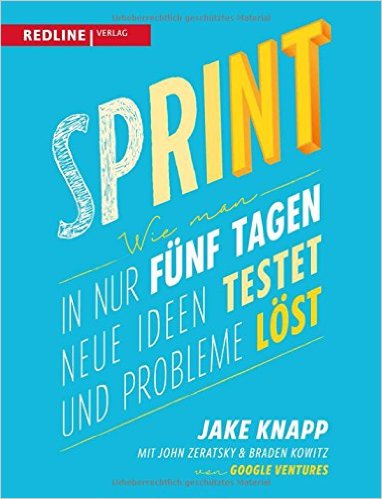 Urheberrechtlich geschütztes Material
REDLINE | VERLAG
SPRINT
Wie man
IN NUR FÜNF TAGEN
NEUE IDEEN TESTET
UND PROBLEME LÖST
JAKE KNAPP
MIT JOHN ZERATSKY & BRADEN KOWITZ
von GOOGLE VENTURES
Urheberrechtlich geschütztes Material